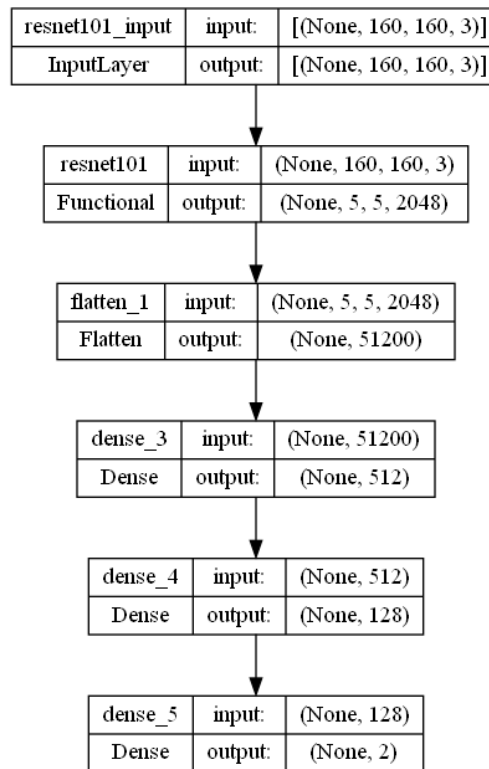 resnet101_input input: [(None, 160, 160, 3)]
InputLayer output: [(None, 160, 160, 3)]
resnet101 input: (None, 160, 160, 3)
Functional output: (None, 5, 5, 2048)
flatten_1 input: (None, 5, 5, 2048)
Flatten output: (None, 51200)
dense_3 input: (None, 51200)
Dense output: (None, 512)
dense_4 input: (None, 512)
Dense output: (None, 128)
dense_5 input: (None, 128)
Dense output: (None, 2)